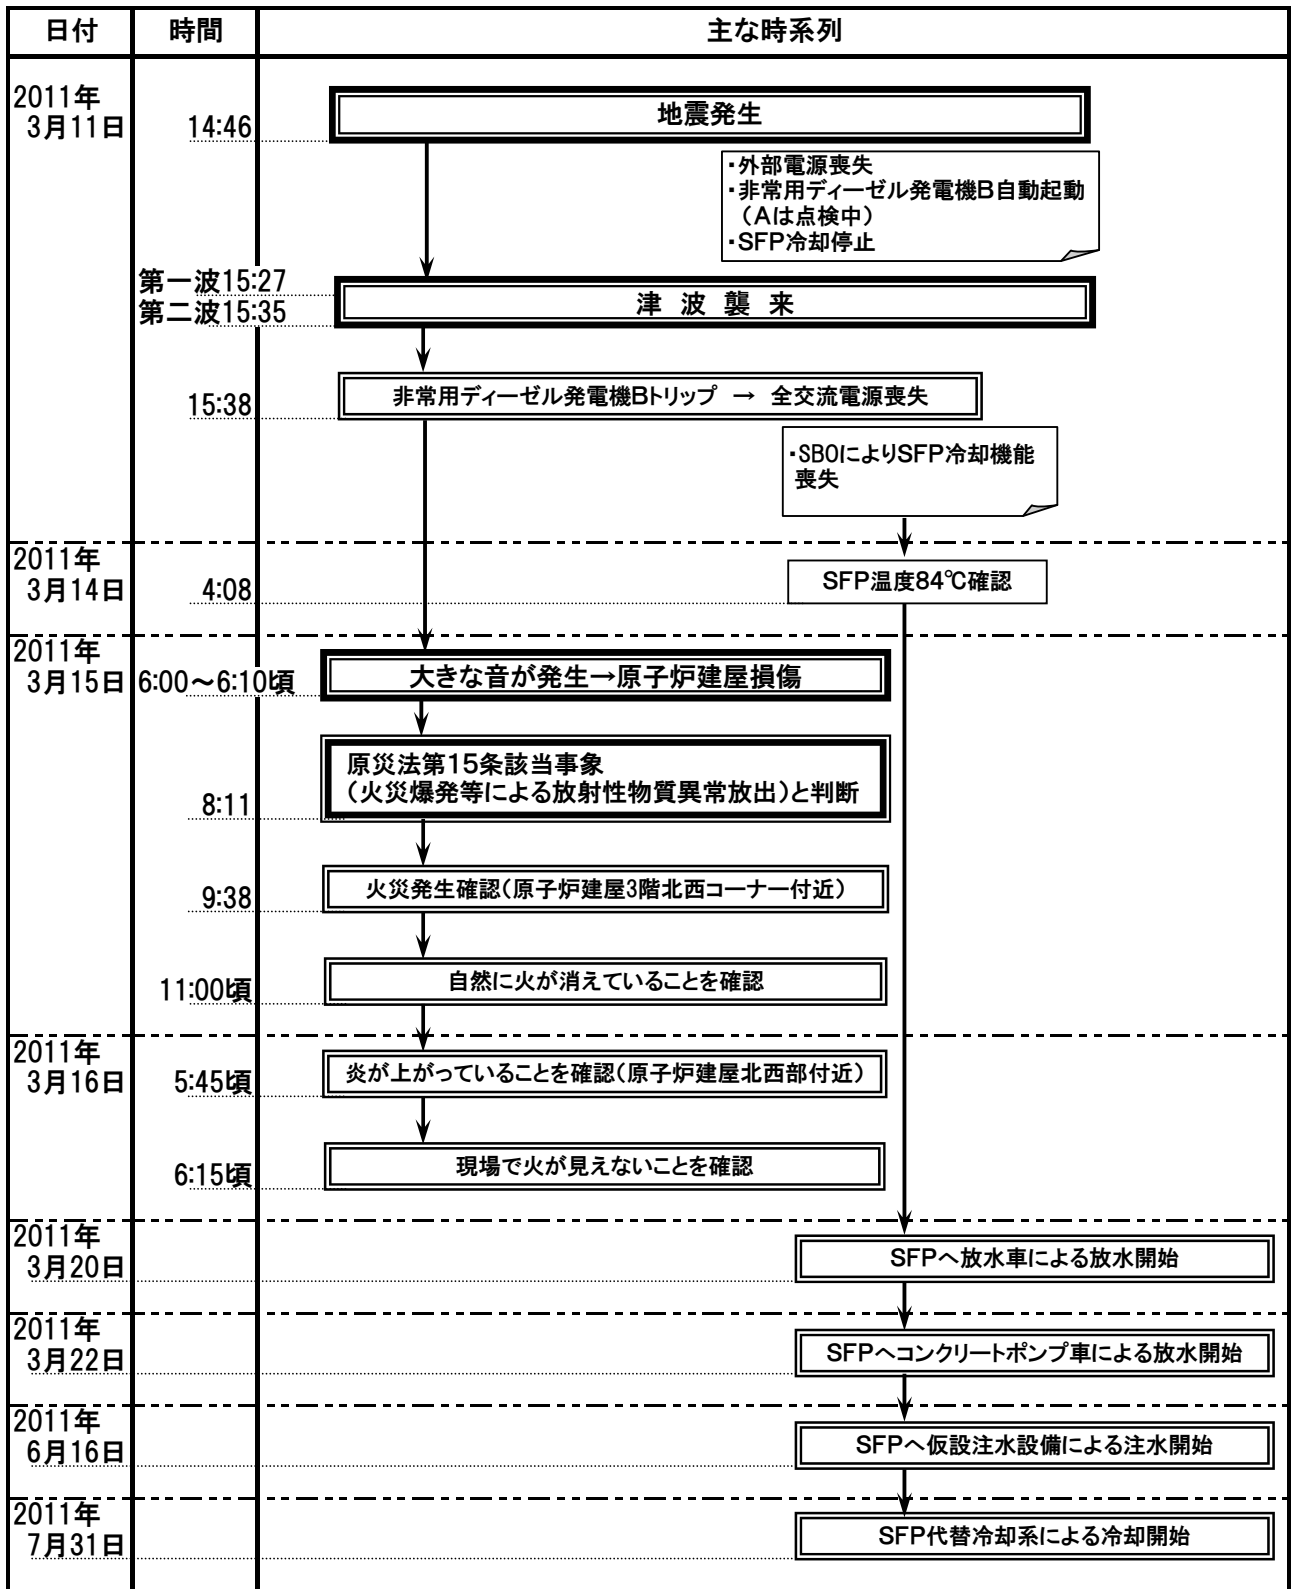 日付 時間 主な時系列
2011年
3月11日 14:46 地震発生
・外部電源喪失
・非常用ディーゼル発電機B自動起動
（Aは点検中）
・SFP冷却停止
第一波15:27
第二波15:35
津 波 襲 来
15:38 非常用ディーゼル発電機Bトリップ → 全交流電源喪失
・SBOによりSFP冷却機能
喪失
2011年
3月14日 4:08 SFP温度84℃確認
2011年
3月15日 6:00～6:10頃 大きな音が発生→原子炉建屋損傷
原災法第15条該当事象
（火災爆発等による放射性物質異常放出）と判断
8:11
9:38 火災発生確認（原子炉建屋3階北西コーナー付近）
11:00頃 自然に火が消えていることを確認
2011年
3月16日 5:45頃 炎が上がっていることを確認（原子炉建屋北西部付近）
6:15頃 現場で火が見えないことを確認
2011年
3月20日 SFPへ放水車による放水開始
2011年
3月22日 SFPへコンクリートポンプ車による放水開始
2011年
6月16日 SFPへ仮設注水設備による注水開始
2011年
7月31日 SFP代替冷却系による冷却開始